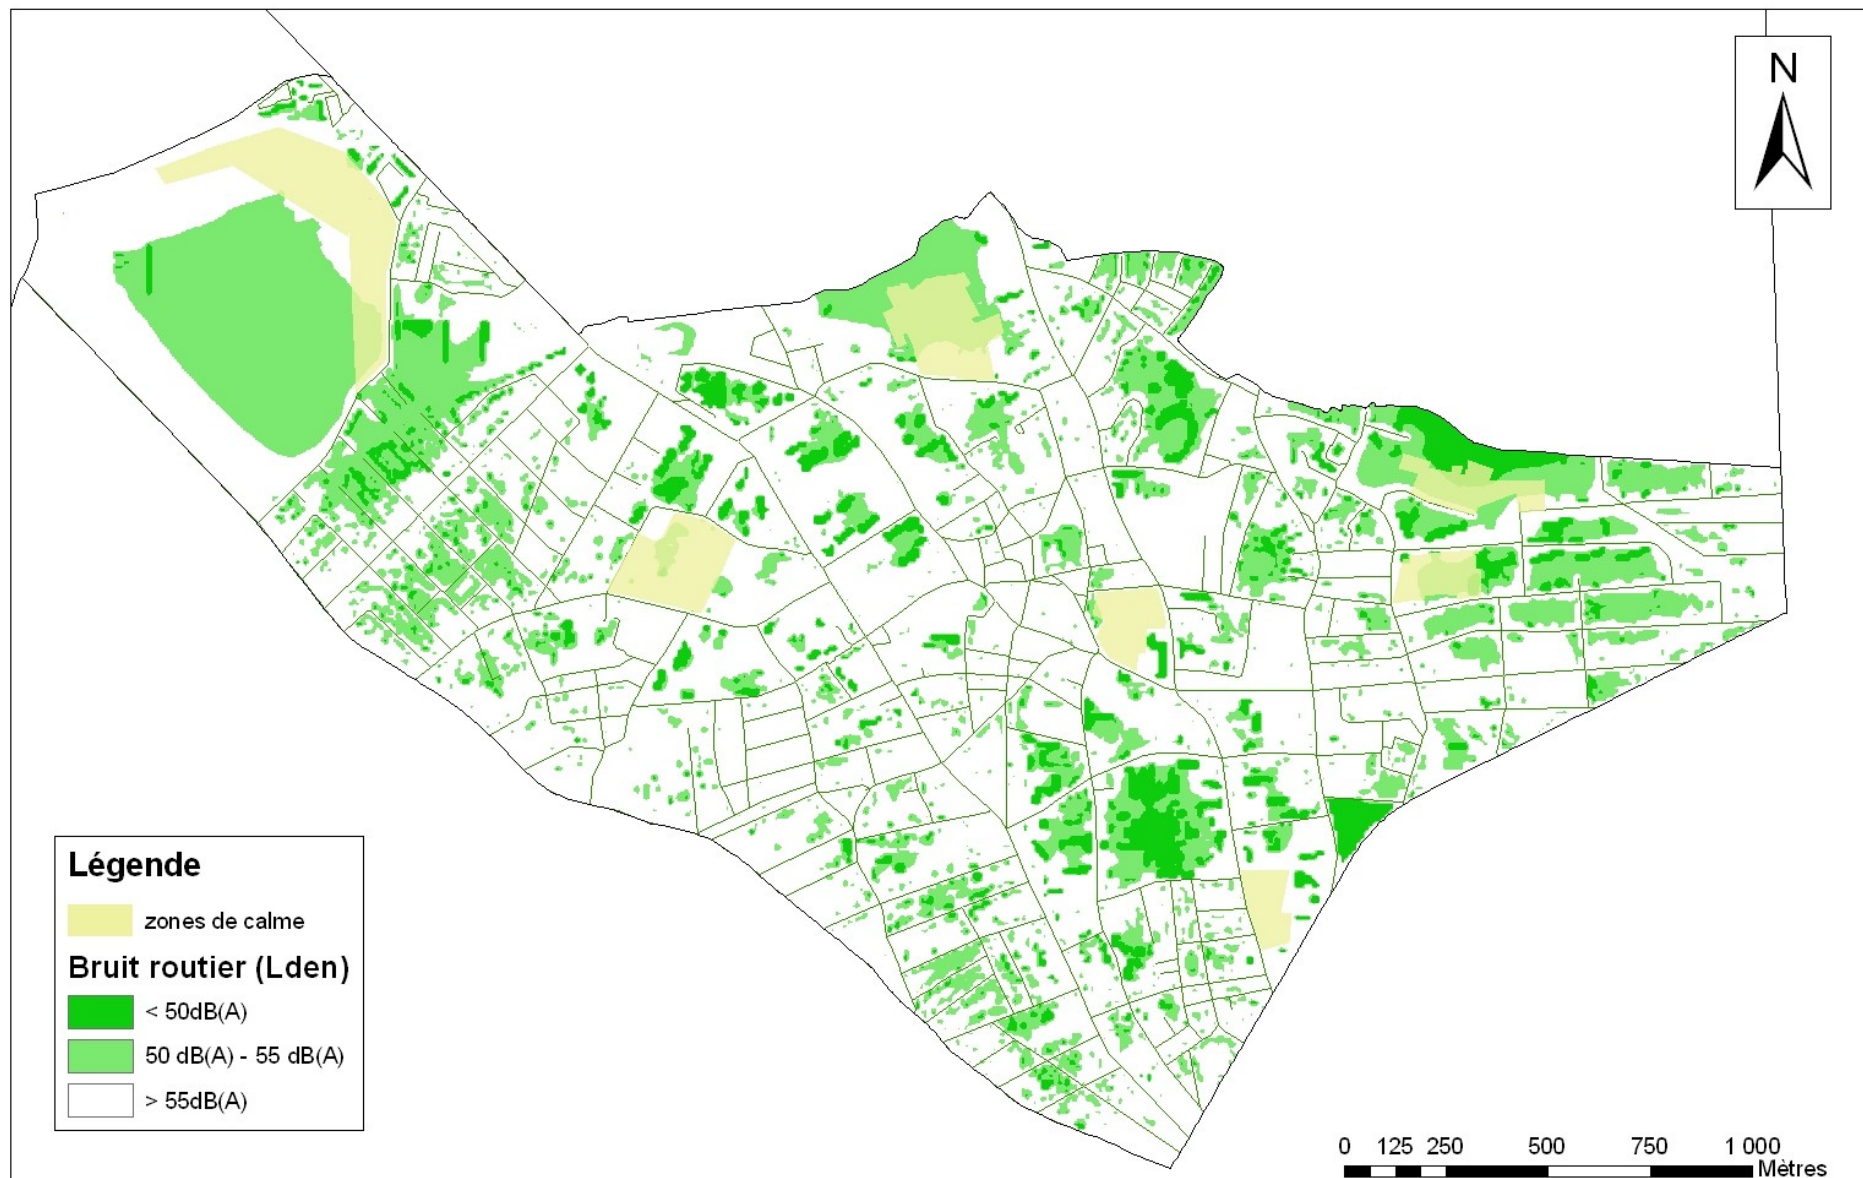 N
Légende
zones de calme
Bruit routier (Lden)
< 50dB(A)
50 dB(A) - 55 dB(A)
> 55dB(A)
0 125 250 500 750 1 000
Mètres